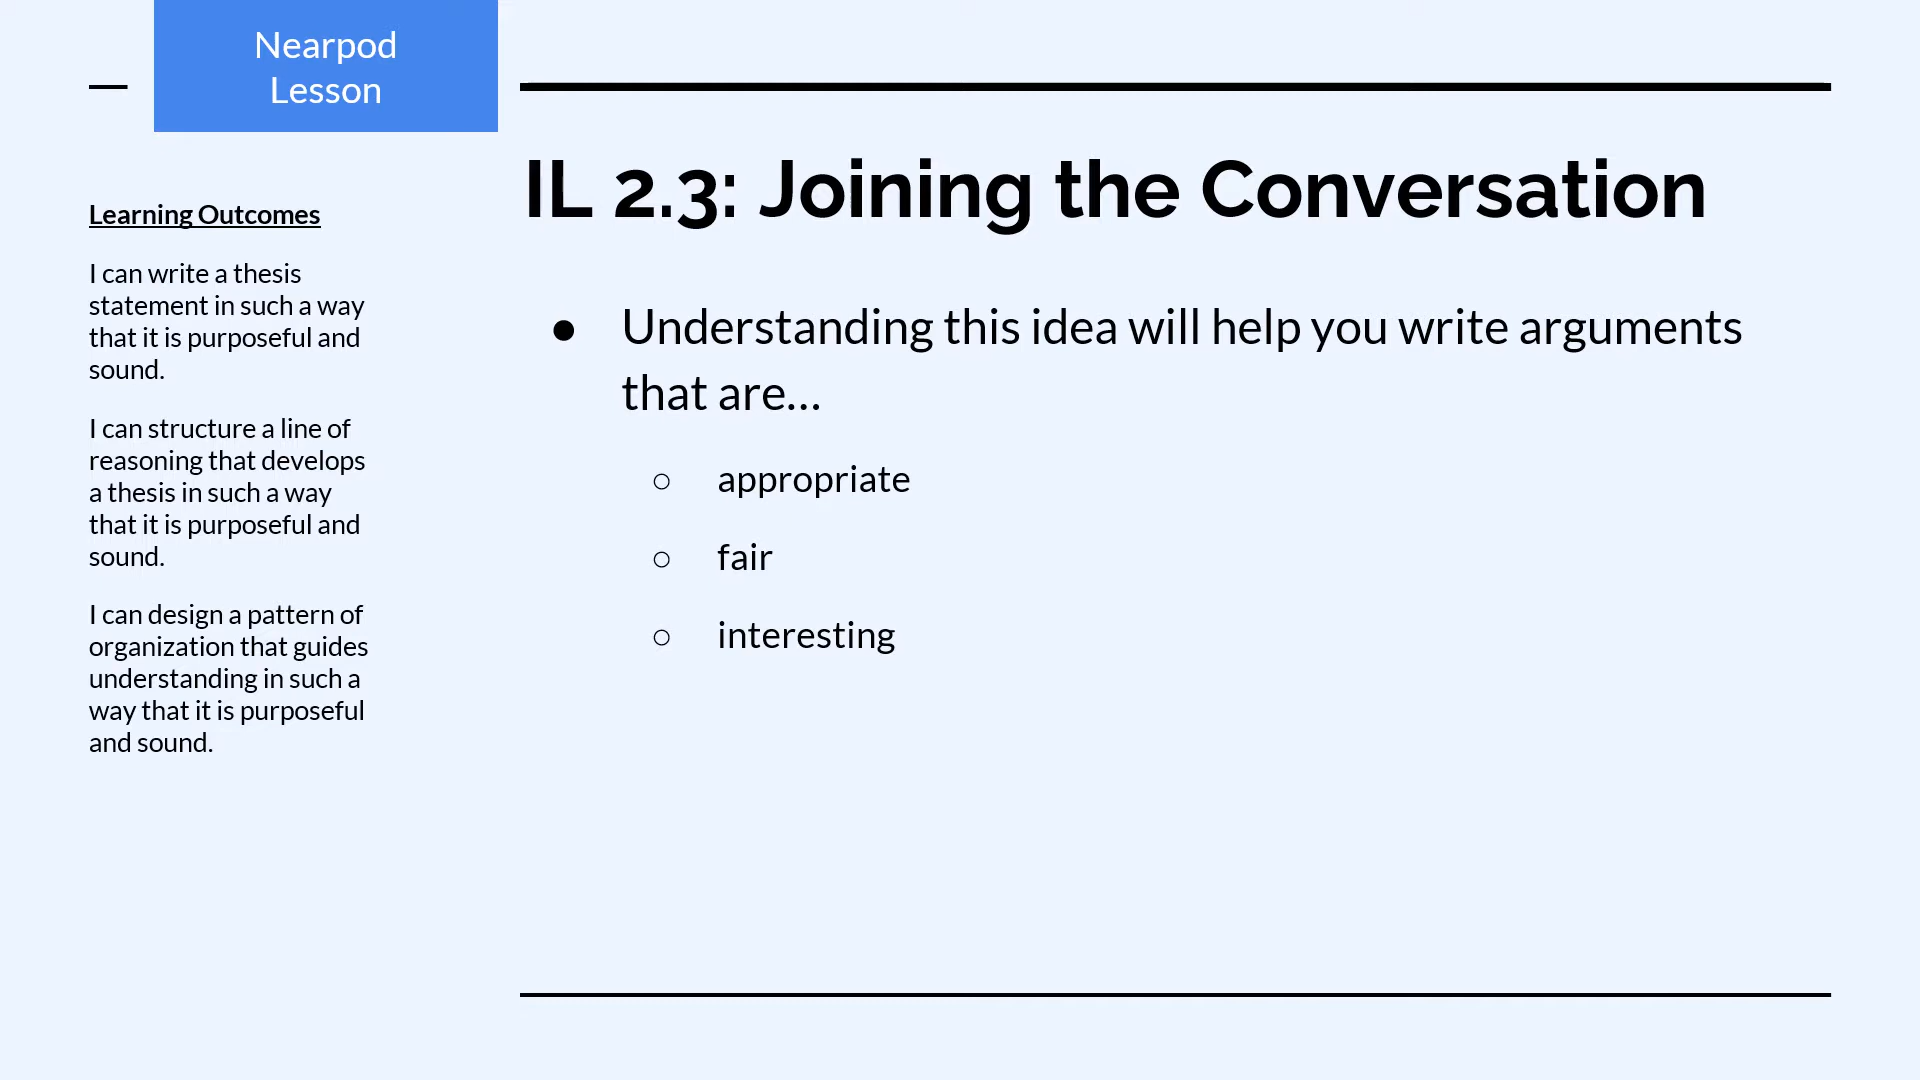 Nearpod
Lesson
Learning Outcomes
I can write a thesis
statement in such a way
that it is purposeful and
sound.
I can structure a line of
reasoning that develops
a thesis in such a way
that it is purposeful and
sound.
I can design a pattern of
organization that guides
understanding in such a
way that it is purposeful
and sound.
IL 2.3: Joining the Conversation
● Understanding this idea will help you write arguments
that are...
○ appropriate
○ fair
○ interesting